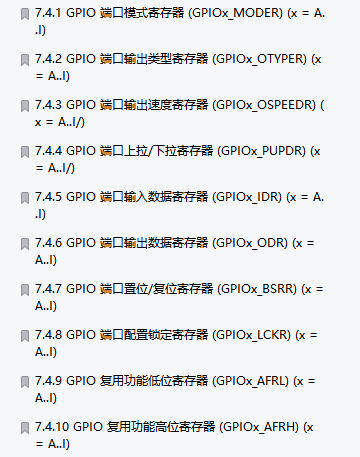 7.4.1 GPIO 端口模式寄存器 (GPIOx_MODER) (x = A.
.I)
7.4.2 GPIO 端口输出类型寄存器 (GPIOx_OTYPER) (x
= A..I)
7.4.3 GPIO 端口输出速度寄存器 (GPIOx_OSPEEDR) (
x = A..I/)
7.4.4 GPIO 端口上拉/下拉寄存器 (GPIOx_PUPDR) (x
= A..I/)
7.4.5 GPIO 端口输入数据寄存器 (GPIOx_IDR) (x = A.
.I)
7.4.6 GPIO 端口输出数据寄存器 (GPIOx_ODR) (x =
A..I)
7.4.7 GPIO 端口置位/复位寄存器 (GPIOx_BSRR) (x =
A..I)
7.4.8 GPIO 端口配置锁定寄存器 (GPIOx_LCKR) (x =
A..I)
7.4.9 GPIO 复用功能低位寄存器 (GPIOx_AFRL) (x =
A..I)
7.4.10 GPIO 复用功能高位寄存器 (GPIOx_AFRH) (x
= A..I)